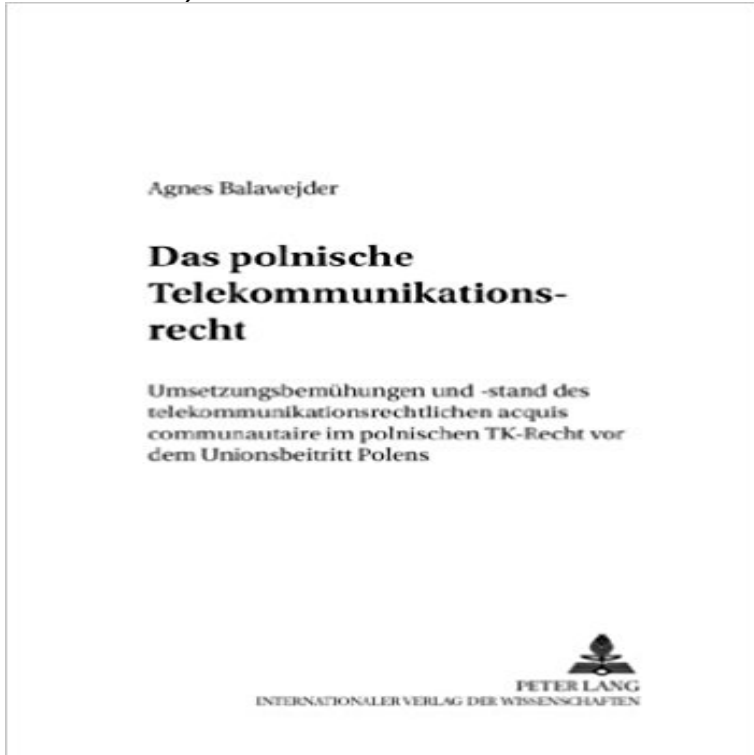 Agnes Balawejder
Das polnische
Telekommunikations-
recht
Umsetzungsbemühungen und -stand des
telekommunikationsrechtlichen acquis
communautaire im polnischen TK-Recht vor
dem Unionsbeitritt Polens
PETER LANG
INTERNATIONALER VERLAG DER WISSENSCHAFTEN